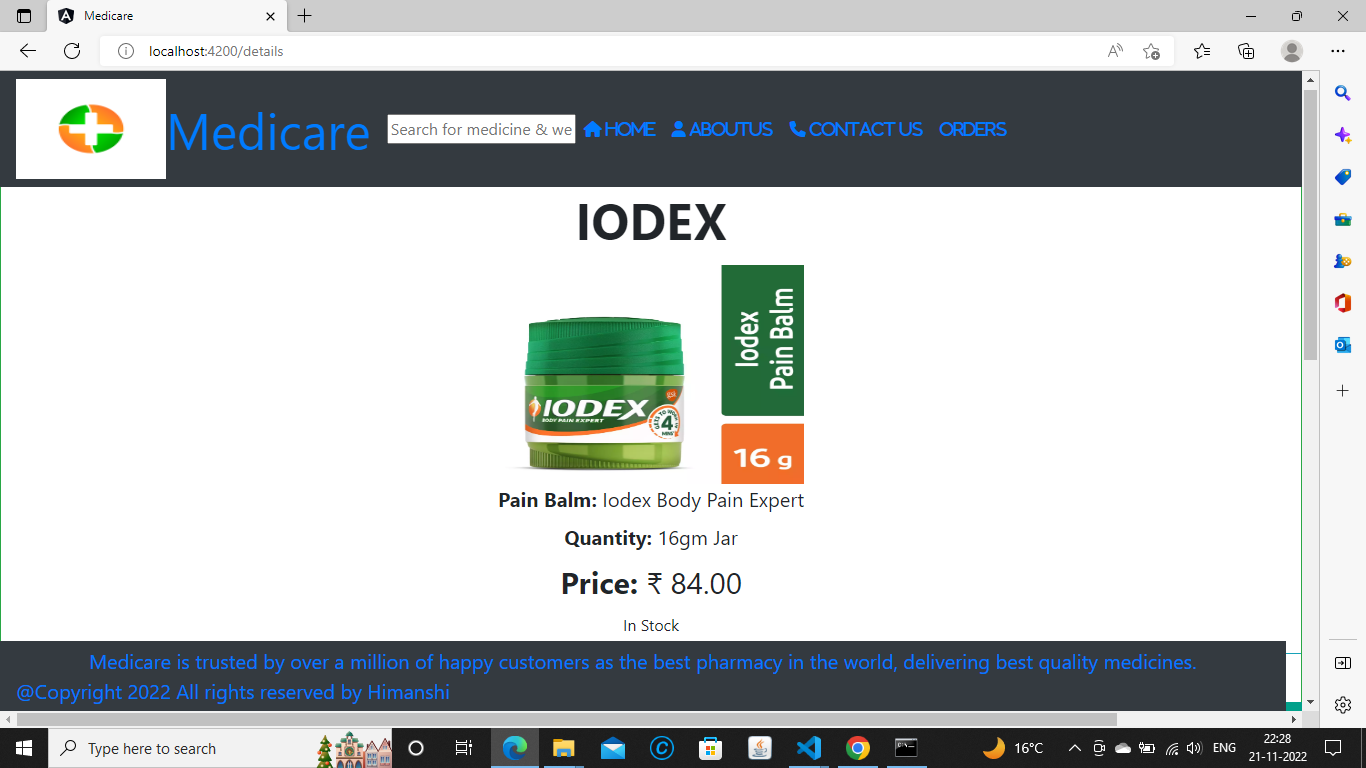 Medicare
localhost:4200/details
Medicare
Search for medicine & we
HOME
ABOUTUS
CONTACT US
ORDERS
IODEX
Iodex
Pain Balm
IODEX
BODY PAIN EXPERT
4
MINS
16 g
Pain Balm: Iodex Body Pain Expert
Quantity: 16gm Jar
Price: ₹ 84.00
In Stock
Medicare is trusted by over a million of happy customers as the best pharmacy in the world, delivering best quality medicines.
@Copyright 2022 All rights reserved by Himanshi
Type here to search
16°C
ENG
22:28
21-11-2022